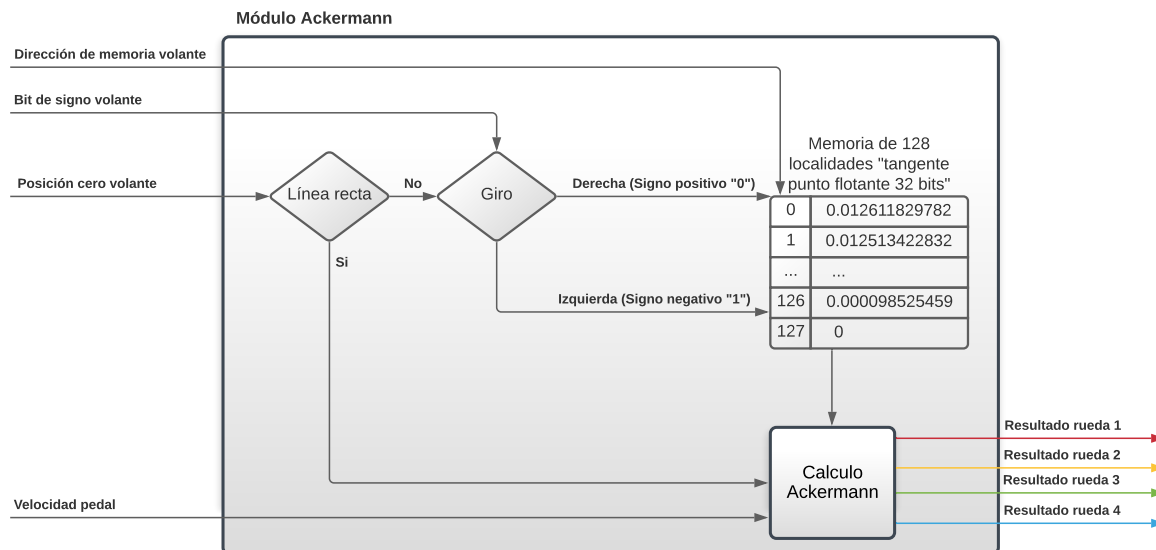 Módulo Ackermann
Dirección de memoria volante
Bit de signo volante
Posición cero volante
Línea recta
No
Giro
Derecha (Signo positivo "0")
Memoria de 128
localidades "tangente
punto flotante 32 bits"
0 0.012611829782
1 0.012513422832
... ...
126 0.000098525459
127 0
Si
Izquierda (Signo negativo "1")
Velocidad pedal
Calculo
Ackermann
Resultado rueda 1
Resultado rueda 2
Resultado rueda 3
Resultado rueda 4